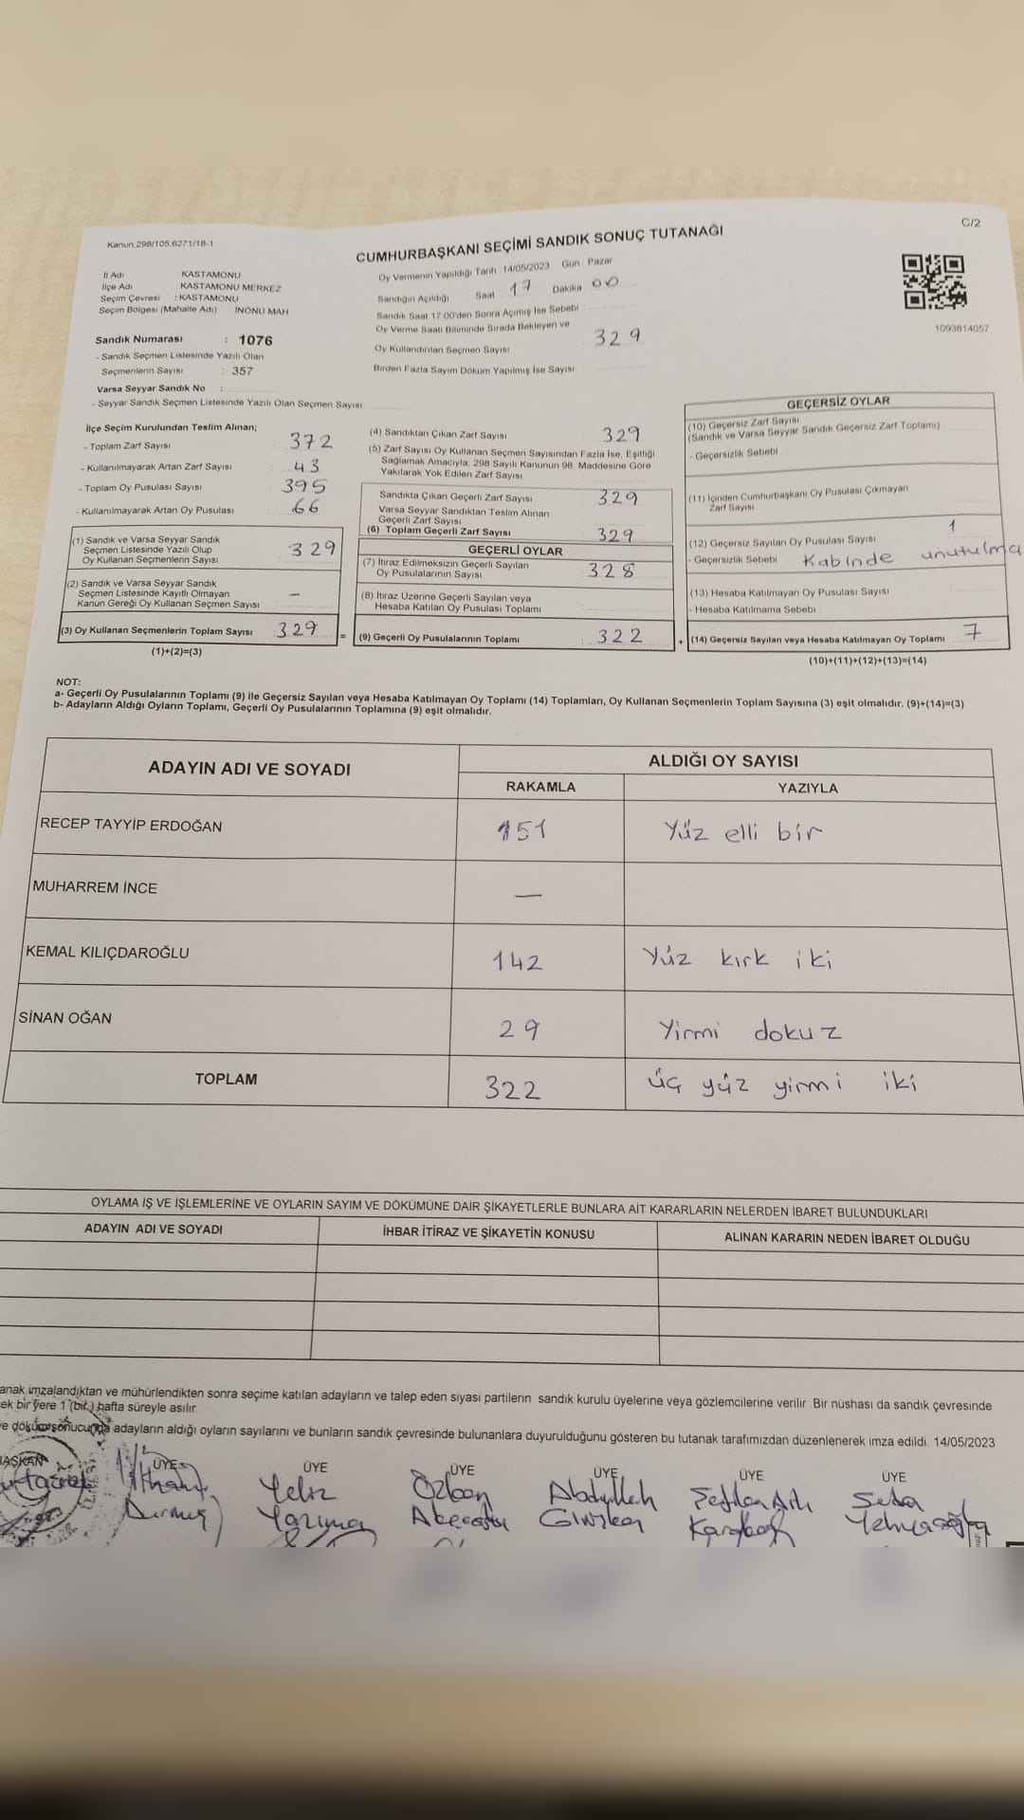 Kanun.298/105.6271/18-1
C/2
CUMHURBAŞKANI SEÇİMİ SANDIK SONUÇ TUTANAĞI
İl Adı KASTAMONU
İlçe Adı KASTAMONU MERKEZ
Seçim Çevresi : KASTAMONU
Seçim Bölgesi (Mahalle Adı) İNÖNÜ MAH
Oy Vermenin Yapıldığı Tarih : 14/05/2023 Gün : Pazar
Sandığın Açıldığı Saat 17 Dakika 00
Sandık Saat 17:00'den Sonra Açımış İse Sebebi
Oy Verme Saati Bitiminde Sırada Bekleyen ve
Oy Kullandırılan Seçmen Sayısı 329
Birden Fazla Sayım Döküm Yapılmış İse Sayısı
1093814057
Sandık Numarası : 1076
- Sandık Seçmen Listesinde Yazılı Olan
Seçmenlerin Sayısı : 357
Varsa Seyyar Sandık No :
- Seyyar Sandık Seçmen Listesinde Yazılı Olan Seçmen Sayısı
İlçe Seçim Kurulundan Teslim Alınan;
- Toplam Zarf Sayısı 372
- Kullanılmayarak Artan Zarf Sayısı 43
- Toplam Oy Pusulası Sayısı 395
- Kullanılmayarak Artan Oy Pusulası 66
(1) Sandık ve Varsa Seyyar Sandık
Seçmen Listesinde Yazılı Olup
Oy Kullanan Seçmenlerin Sayısı 329
(2) Sandık ve Varsa Seyyar Sandık
Seçmen Listesinde Kayıtlı Olmayan
Kanun Gereği Oy Kullanan Seçmen Sayısı –
(3) Oy Kullanan Seçmenlerin Toplam Sayısı 329
(1)+(2)=(3)
(4) Sandıktan Çıkan Zarf Sayısı 329
(5) Zarf Sayısı Oy Kullanan Seçmen Sayısından Fazla İse, Eşitliği
Sağlamak Amacıyla, 298 Sayılı Kanunun 98. Maddesine Göre
Yakılarak Yok Edilen Zarf Sayısı
Sandıkta Çıkan Geçerli Zarf Sayısı 329
Varsa Seyyar Sandıktan Teslim Alınan
Geçerli Zarf Sayısı
(6) Toplam Geçerli Zarf Sayısı 329
GEÇERLİ OYLAR
(7) İtiraz Edilmeksizin Geçerli Sayılan
Oy Pusulalarının Sayısı 328
(8) İtiraz Üzerine Geçerli Sayılan veya
Hesaba Katılan Oy Pusulası Toplamı
= (9) Geçerli Oy Pusulalarının Toplamı 322
GEÇERSİZ OYLAR
(10) Geçersiz Zarf Sayısı
(Sandık ve Varsa Seyyar Sandık Geçersiz Zarf Toplamı)
- Geçersizlik Sebebi
(11) İçinden Cumhurbaşkanı Oy Pusulası Çıkmayan
Zarf Sayısı
1
(12) Geçersiz Sayılan Oy Pusulası Sayısı
- Geçersizlik Sebebi Kabinde unutulma
(13) Hesaba Katılmayan Oy Pusulası Sayısı
- Hesaba Katılmama Sebebi
+ (14) Geçersiz Sayılan veya Hesaba Katılmayan Oy Toplamı 7
(10)+(11)+(12)+(13)=(14)
NOT:
a- Geçerli Oy Pusulalarının Toplamı (9) ile Geçersiz Sayılan veya Hesaba Katılmayan Oy Toplamı (14) Toplamları, Oy Kullanan Seçmenlerin Toplam Sayısına (3) eşit olmalıdır. (9)+(14)=(3)
b- Adayların Aldığı Oyların Toplamı, Geçerli Oy Pusulalarının Toplamına (9) eşit olmalıdır.
ADAYIN ADI VE SOYADI
ALDIĞI OY SAYISI
RAKAMLA YAZIYLA
RECEP TAYYİP ERDOĞAN 151 Yüz elli bir
MUHARREM İNCE –
KEMAL KILIÇDAROĞLU 142 Yüz kırk iki
SİNAN OĞAN 29 Yirmi dokuz
TOPLAM 322 üç yüz yirmi iki
OYLAMA İŞ VE İŞLEMLERİNE VE OYLARIN SAYIM VE DÖKÜMÜNE DAİR ŞİKAYETLERLE BUNLARA AİT KARARLARIN NELERDEN İBARET BULUNDUKLARI
ADAYIN ADI VE SOYADI İHBAR İTİRAZ VE ŞİKAYETİN KONUSU ALINAN KARARIN NEDEN İBARET OLDUĞU
anak imzalandıktan ve mühürlendikten sonra seçime katılan adayların ve talep eden siyasi partilerin sandık kurulu üyelerine veya gözlemcilerine verilir. Bir nüshası da sandık çevresinde
ek bir yere 1 (bir) hafta süreyle asılır.
ve döküm sonucunda adayların aldığı oyların sayılarını ve bunların sandık çevresinde bulunanlara duyurulduğunu gösteren bu tutanak tarafımızdan düzenlenerek imza edildi. 14/05/2023
BAŞKAN ÜYE ÜYE ÜYE ÜYE ÜYE ÜYE
Yeliz Özben Abdullah Seda
Durmuş